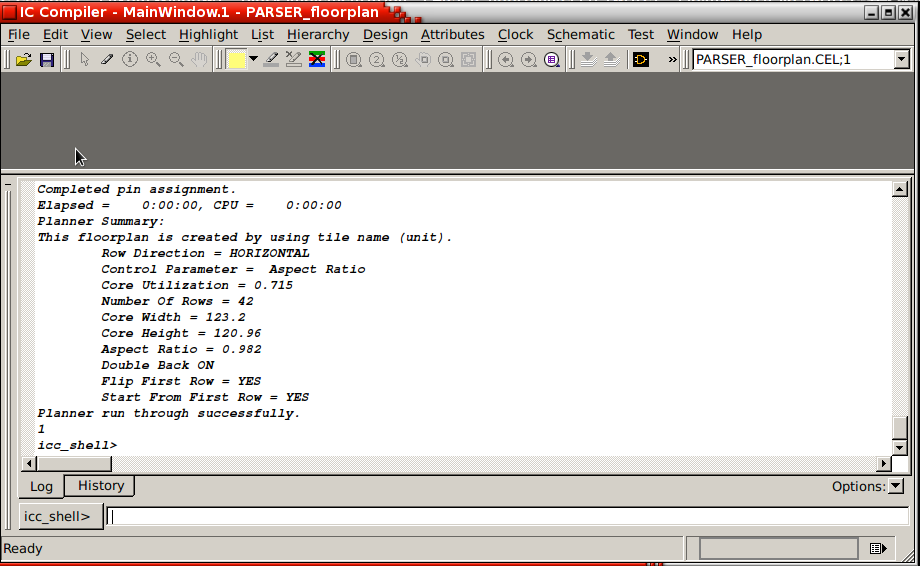 IC Compiler - MainWindow.1 - PARSER_floorplan
File Edit View Select Highlight List Hierarchy Design Attributes Clock Schematic Test Window Help
2 ½ » PARSER_floorplan.CEL;1
Completed pin assignment.
Elapsed =    0:00:00, CPU =    0:00:00
Planner Summary:
This floorplan is created by using tile name (unit).
Row Direction = HORIZONTAL
Control Parameter =  Aspect Ratio
Core Utilization = 0.715
Number Of Rows = 42
Core Width = 123.2
Core Height = 120.96
Aspect Ratio = 0.982
Double Back ON
Flip First Row = YES
Start From First Row = YES
Planner run through successfully.
1
icc_shell>
Log History Options:
icc_shell>
Ready